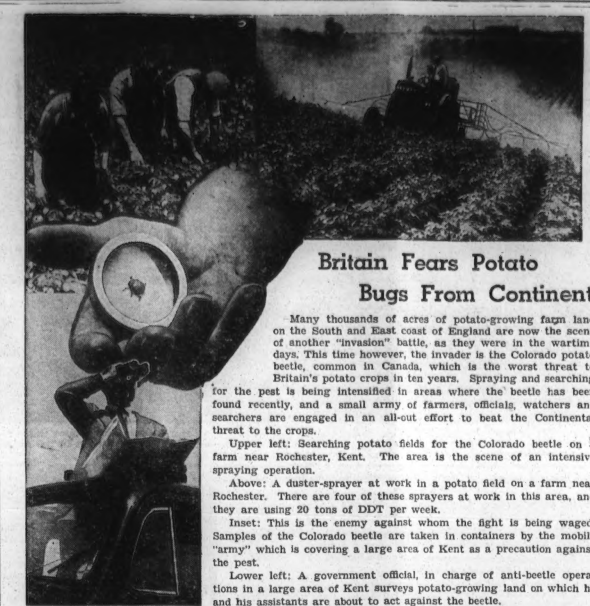 Britain Fears Potato
Bugs From Continent
Many thousands of acres of potato-growing farm lan
on the South and East coast of England are now the scen
of another "invasion" battle, as they were in the wartim
days. This time however, the invader is the Colorado potat
beetle, common in Canada, which is the worst threat t
Britain's potato crops in ten years. Spraying and searching
for the pest is being intensified in areas where the beetle has bee
found recently, and a small army of farmers, officials, watchers an
searchers are engaged in an all-out effort to beat the Continenta
threat to the crops.
Upper left: Searching potato fields for the Colorado beetle on
farm near Rochester, Kent. The area is the scene of an intensiv
spraying operation.
Above: A duster-sprayer at work in a potato field on a farm nea
Rochester. There are four of these sprayers at work in this area, an
they are using 20 tons of DDT per week.
Inset: This is the enemy against whom the fight is being waged
Samples of the Colorado beetle are taken in containers by the mobil
"army" which is covering a large area of Kent as a precaution agains
the pest.
Lower left: A government official, in charge of anti-beetle opera
tions in a large area of Kent surveys potato-growing land on which h
and his assistants are about to act against the beetle.